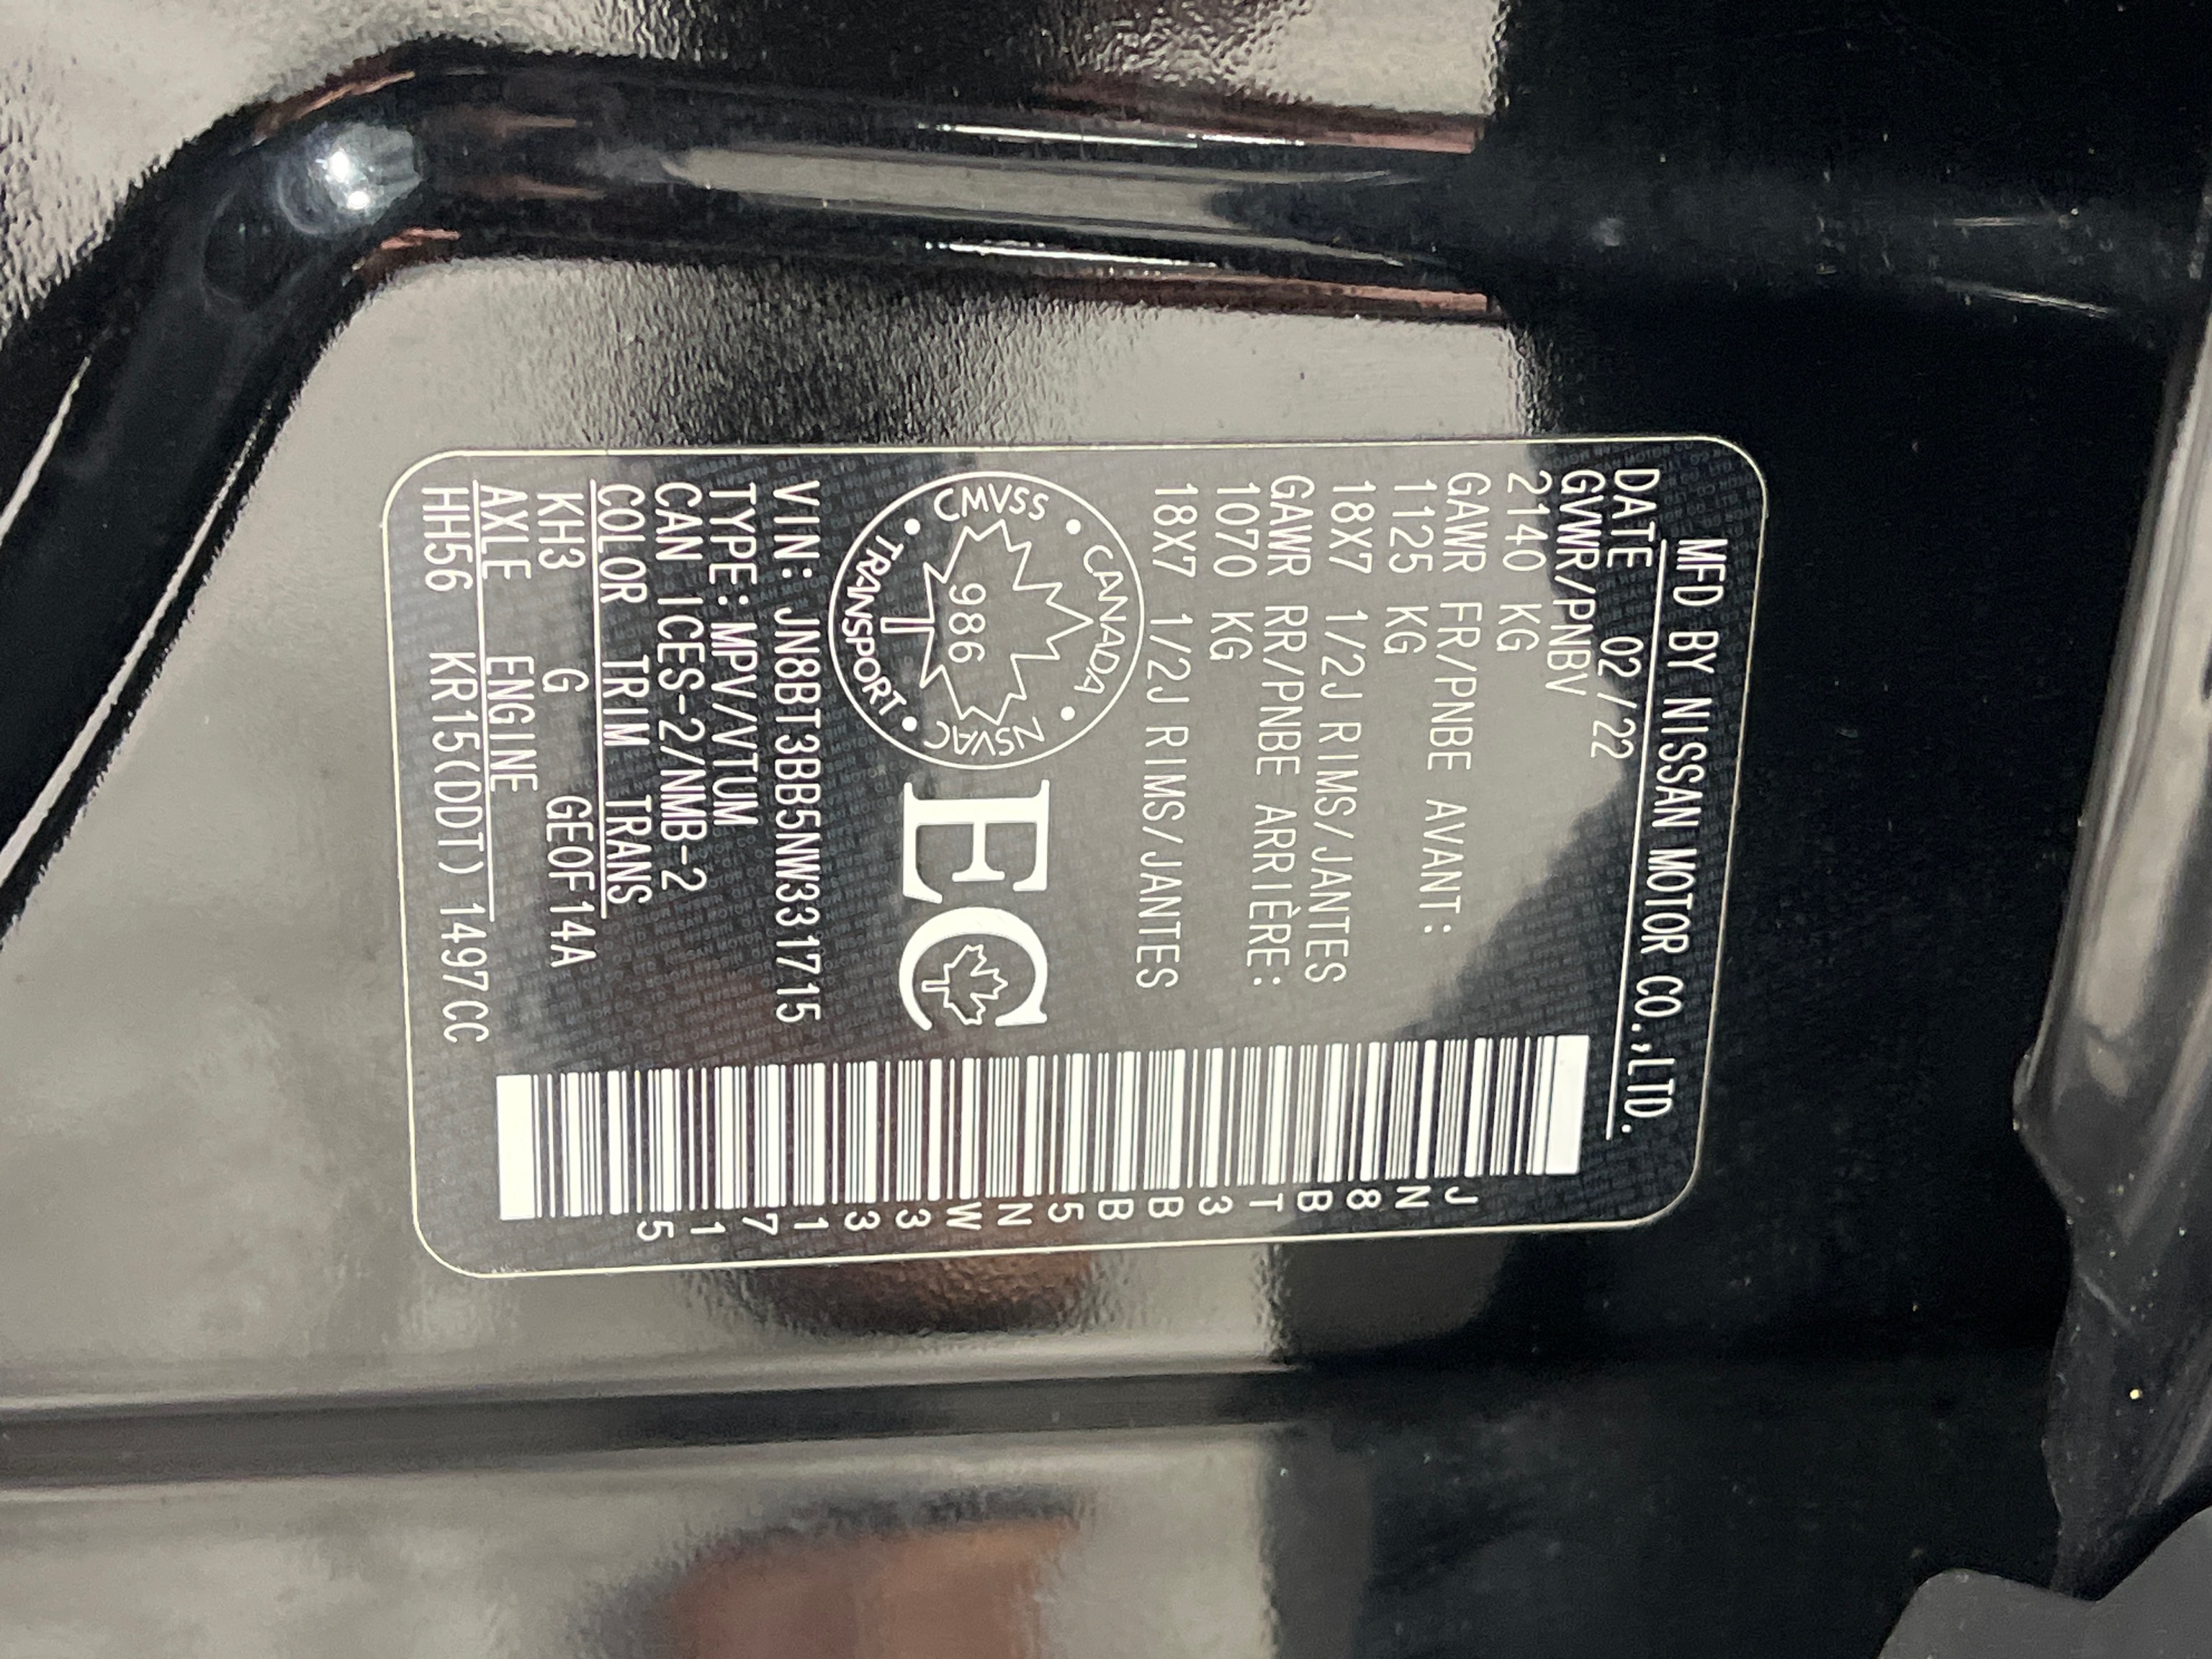 MFD BY NISSAN MOTOR CO.,LTD.
DATE 02/22
GVWR/PNBV
2140 KG
GAWR FR/PNBE AVANT:
1125 KG
18X7 1/2J RIMS/JANTES
GAWR RR/PNBE ARRIÈRE:
1070 KG
18X7 1/2J RIMS/JANTES
CMVSS • CANADA • NSVAC • TRANSPORT •
986
EC
VIN: JN8BT3BB5NW331715
TYPE: MPV/VTUM
CAN ICES-2/NMB-2
COLOR TRIM TRANS
KH3 G GE0F14A
AXLE ENGINE
HH56 KR15(DDT) 1497CC
JN8BT3BB5NW331715